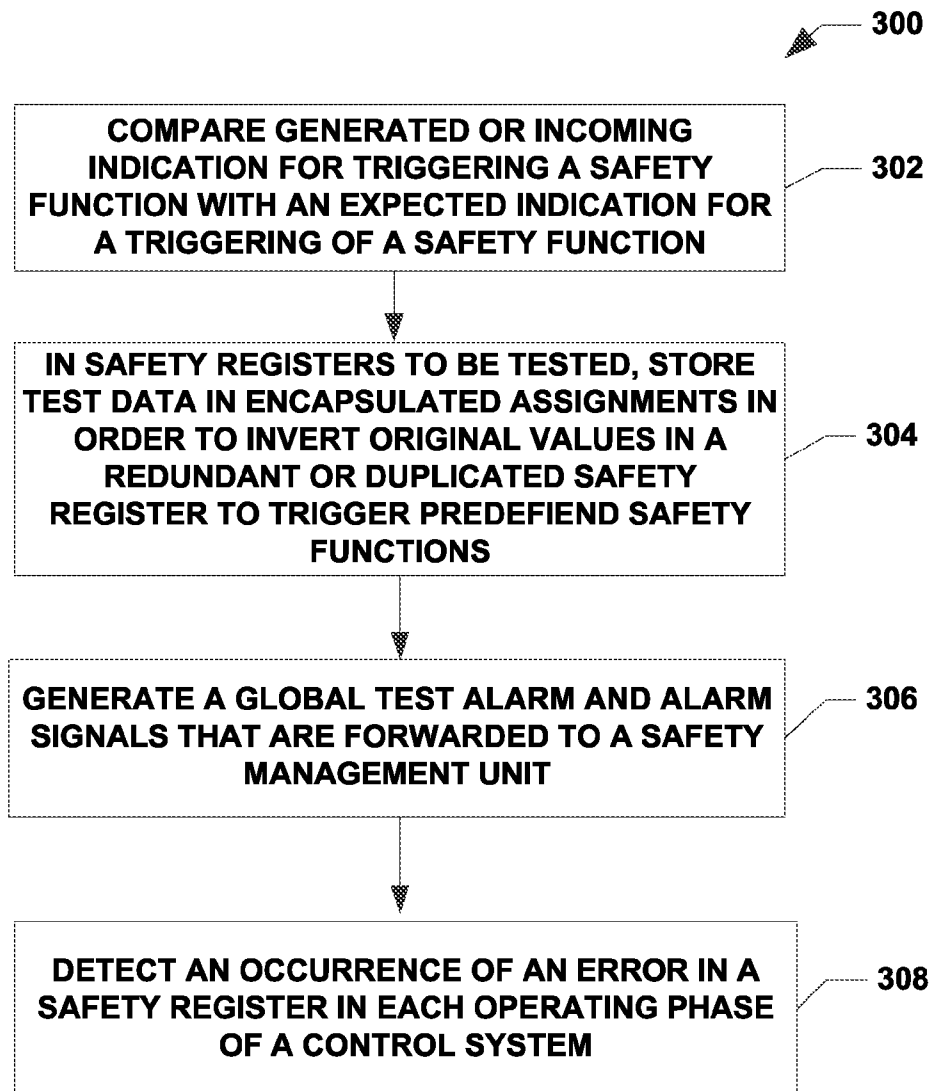 300
COMPARE GENERATED OR INCOMING
INDICATION FOR TRIGGERING A SAFETY
FUNCTION WITH AN EXPECTED INDICATION FOR
A TRIGGERING OF A SAFETY FUNCTION
302
IN SAFETY REGISTERS TO BE TESTED, STORE
TEST DATA IN ENCAPSULATED ASSIGNMENTS IN
ORDER TO INVERT ORIGINAL VALUES IN A
REDUNDANT OR DUPLICATED SAFETY
REGISTER TO TRIGGER PREDEFIEND SAFETY
FUNCTIONS
304
GENERATE A GLOBAL TEST ALARM AND ALARM
SIGNALS THAT ARE FORWARDED TO A SAFETY
MANAGEMENT UNIT
306
DETECT AN OCCURRENCE OF AN ERROR IN A
SAFETY REGISTER IN EACH OPERATING PHASE
OF A CONTROL SYSTEM
308